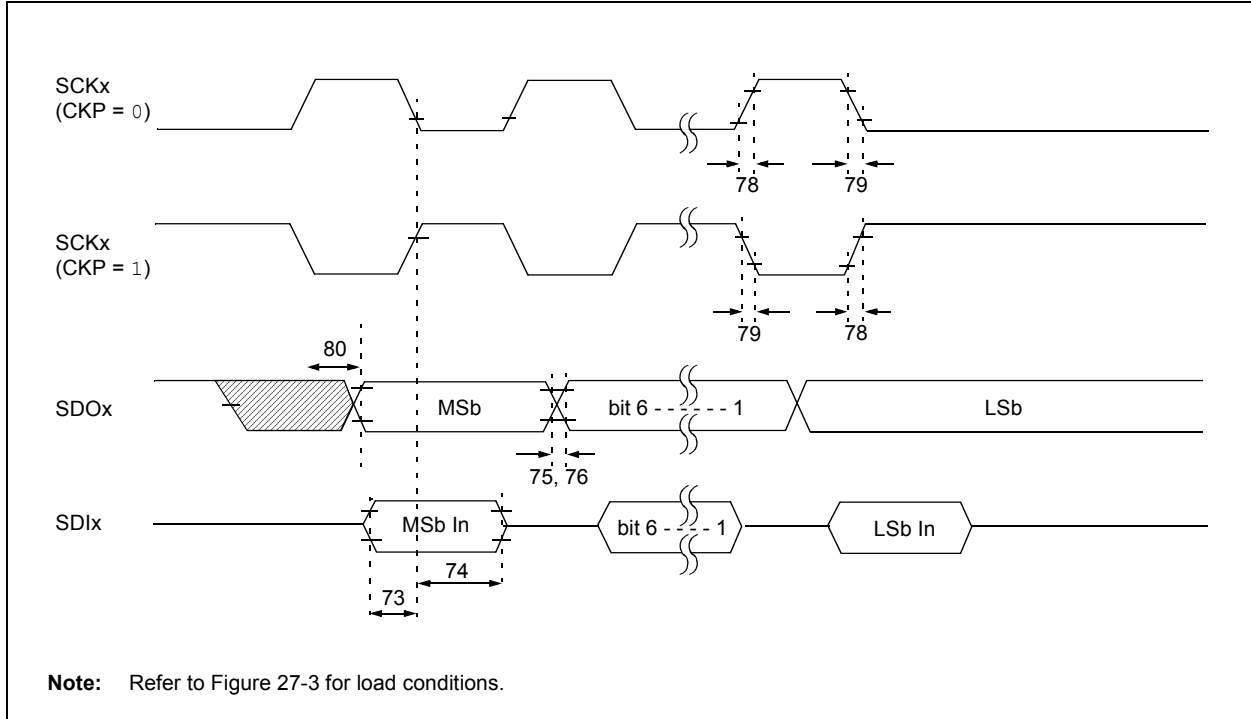 SCKx
(CKP = 0)
78
79
SCKx
(CKP = 1)
79
78
80
SDOx
MSb
bit 6 - - - - - - 1
LSb
75, 76
SDIx
MSb In
bit 6 - - - - 1
LSb In
74
73
Note: Refer to Figure 27-3 for load conditions.